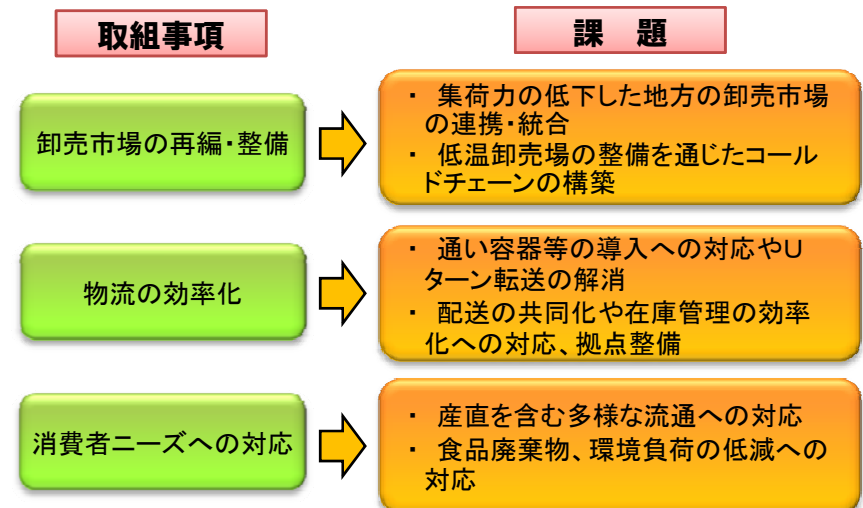 取組事項
課　題
卸売市場の再編・整備
・ 集荷力の低下した地方の卸売市場
の連携・統合
・ 低温卸売場の整備を通じたコール
ドチェーンの構築
物流の効率化
・ 通い容器等の導入への対応やU
ターン転送の解消
・ 配送の共同化や在庫管理の効率
化への対応、拠点整備
消費者ニーズへの対応
・ 産直を含む多様な流通への対応
・ 食品廃棄物、環境負荷の低減への
対応